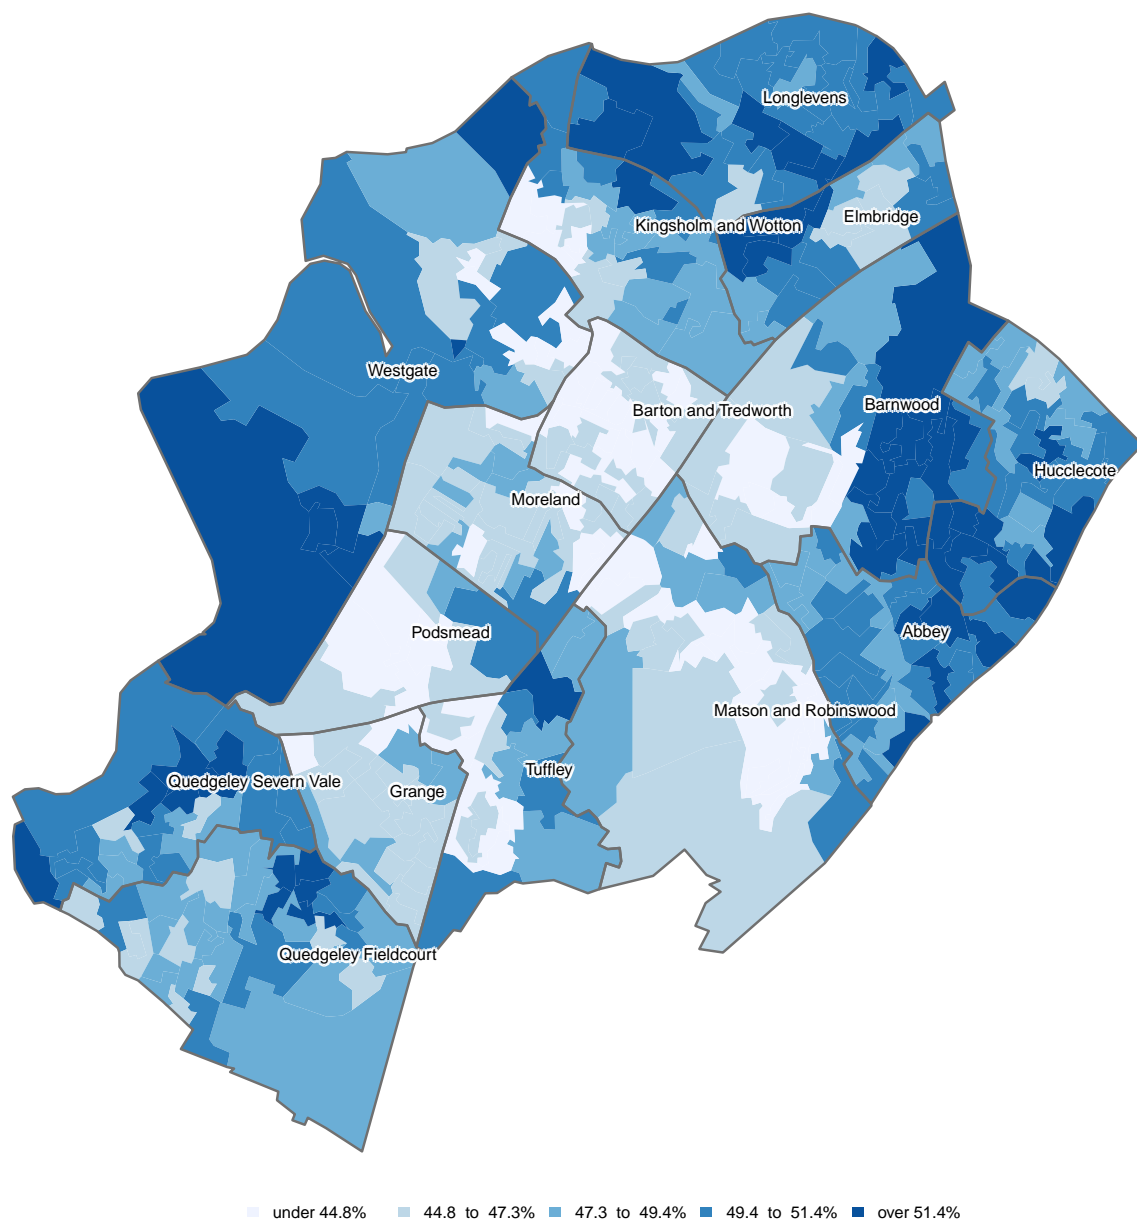 Longlevens
Elmbridge
Kingsholm and Wotton
Westgate
Barton and Tredworth
Barnwood
Hucclecote
Moreland
Podsmead
Abbey
Matson and Robinswood
Tuffley
Quedgeley Severn Vale
Grange
Quedgeley Fieldcourt
under 44.8% 44.8 to 47.3% 47.3 to 49.4% 49.4 to 51.4% over 51.4%